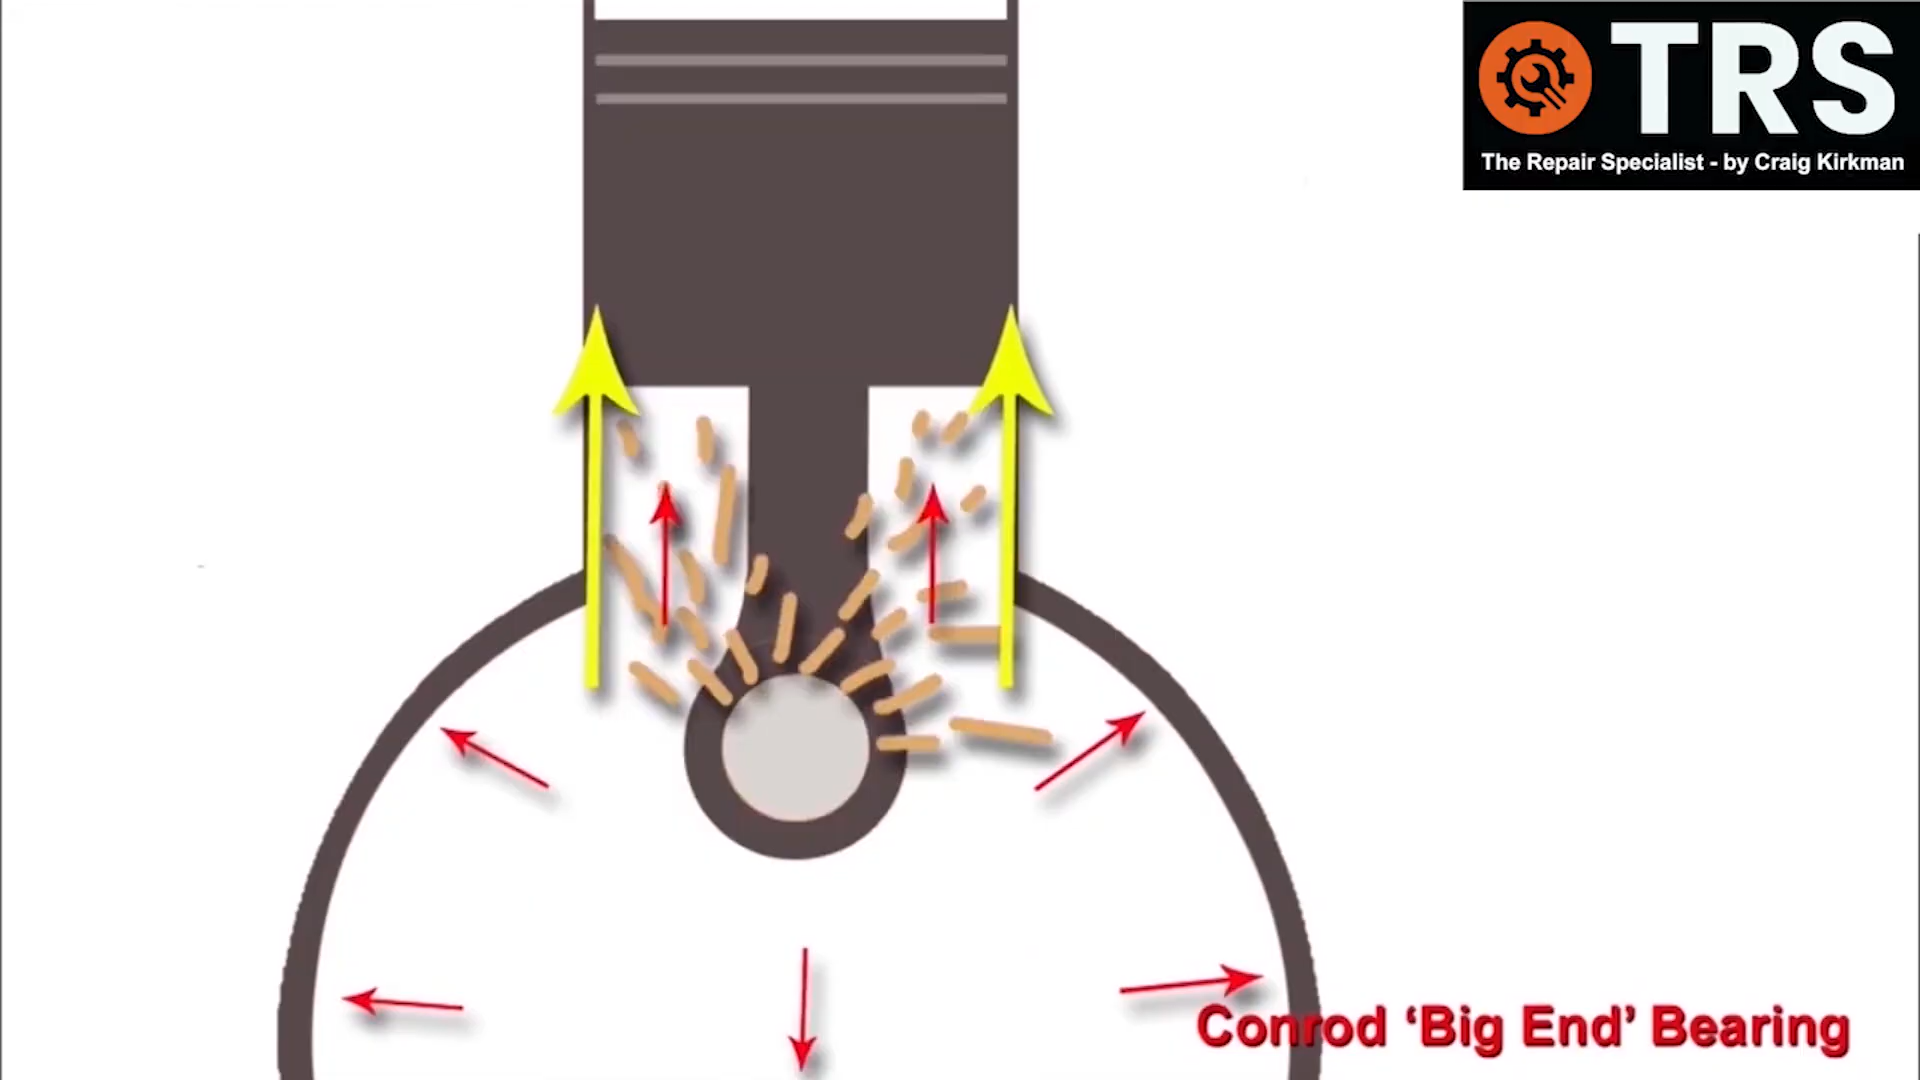 TRS
The Repair Specialist - by Craig Kirkman
Conrod ‘Big End’ Bearing